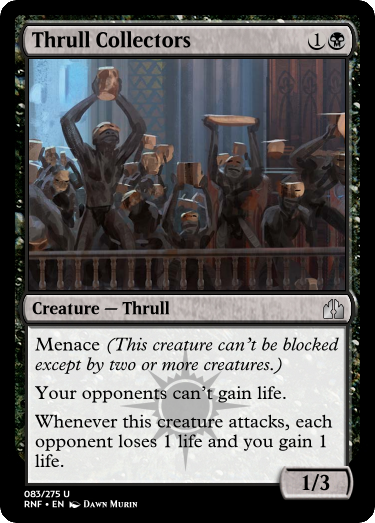 Thrull Collectors 1
Creature — Thrull
Menace (This creature can't be blocked
except by two or more creatures.)
Your opponents can't gain life.
Whenever this creature attacks, each
opponent loses 1 life and you gain 1
life.
1/3
083/275 U
RNF • EN Dawn Murin